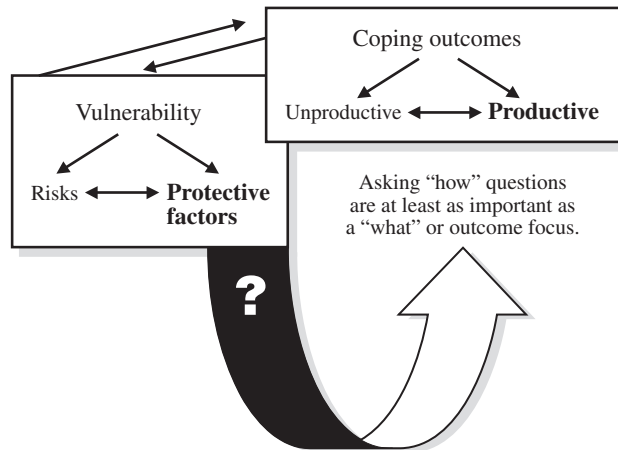 Coping outcomes
Unproductive Productive
Vulnerability
Risks Protective
factors
Asking “how” questions
are at least as important as
a “what” or outcome focus.
?